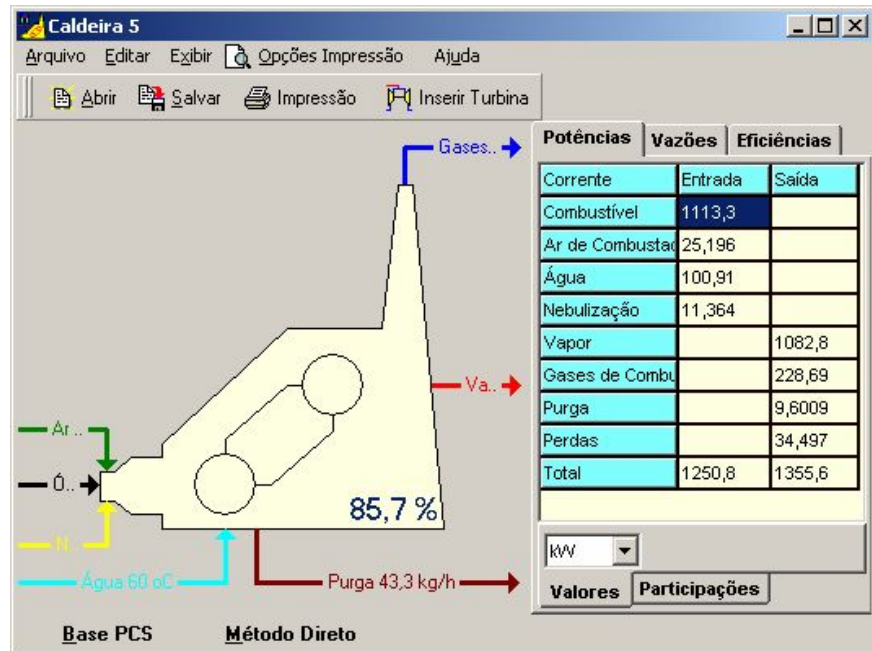 Caldeira 5
Arquivo Editar Exibir Opções Impressão Ajuda
Abrir Salvar Impressão Inserir Turbina
Gases..
Va..
Ar ..
Ó..
N..
85,7 %
Água 60 oC
Purga 43,3 kg/h
Base PCS Método Direto
Potências Vazões Eficiências
Corrente Entrada Saída
Combustível 1113,3
Ar de Combustac 25,196
Água 100,91
Nebulização 11,364
Vapor 1082,8
Gases de Combu 228,69
Purga 9,6009
Perdas 34,497
Total 1250,8 1355,6
kW
Valores Participações